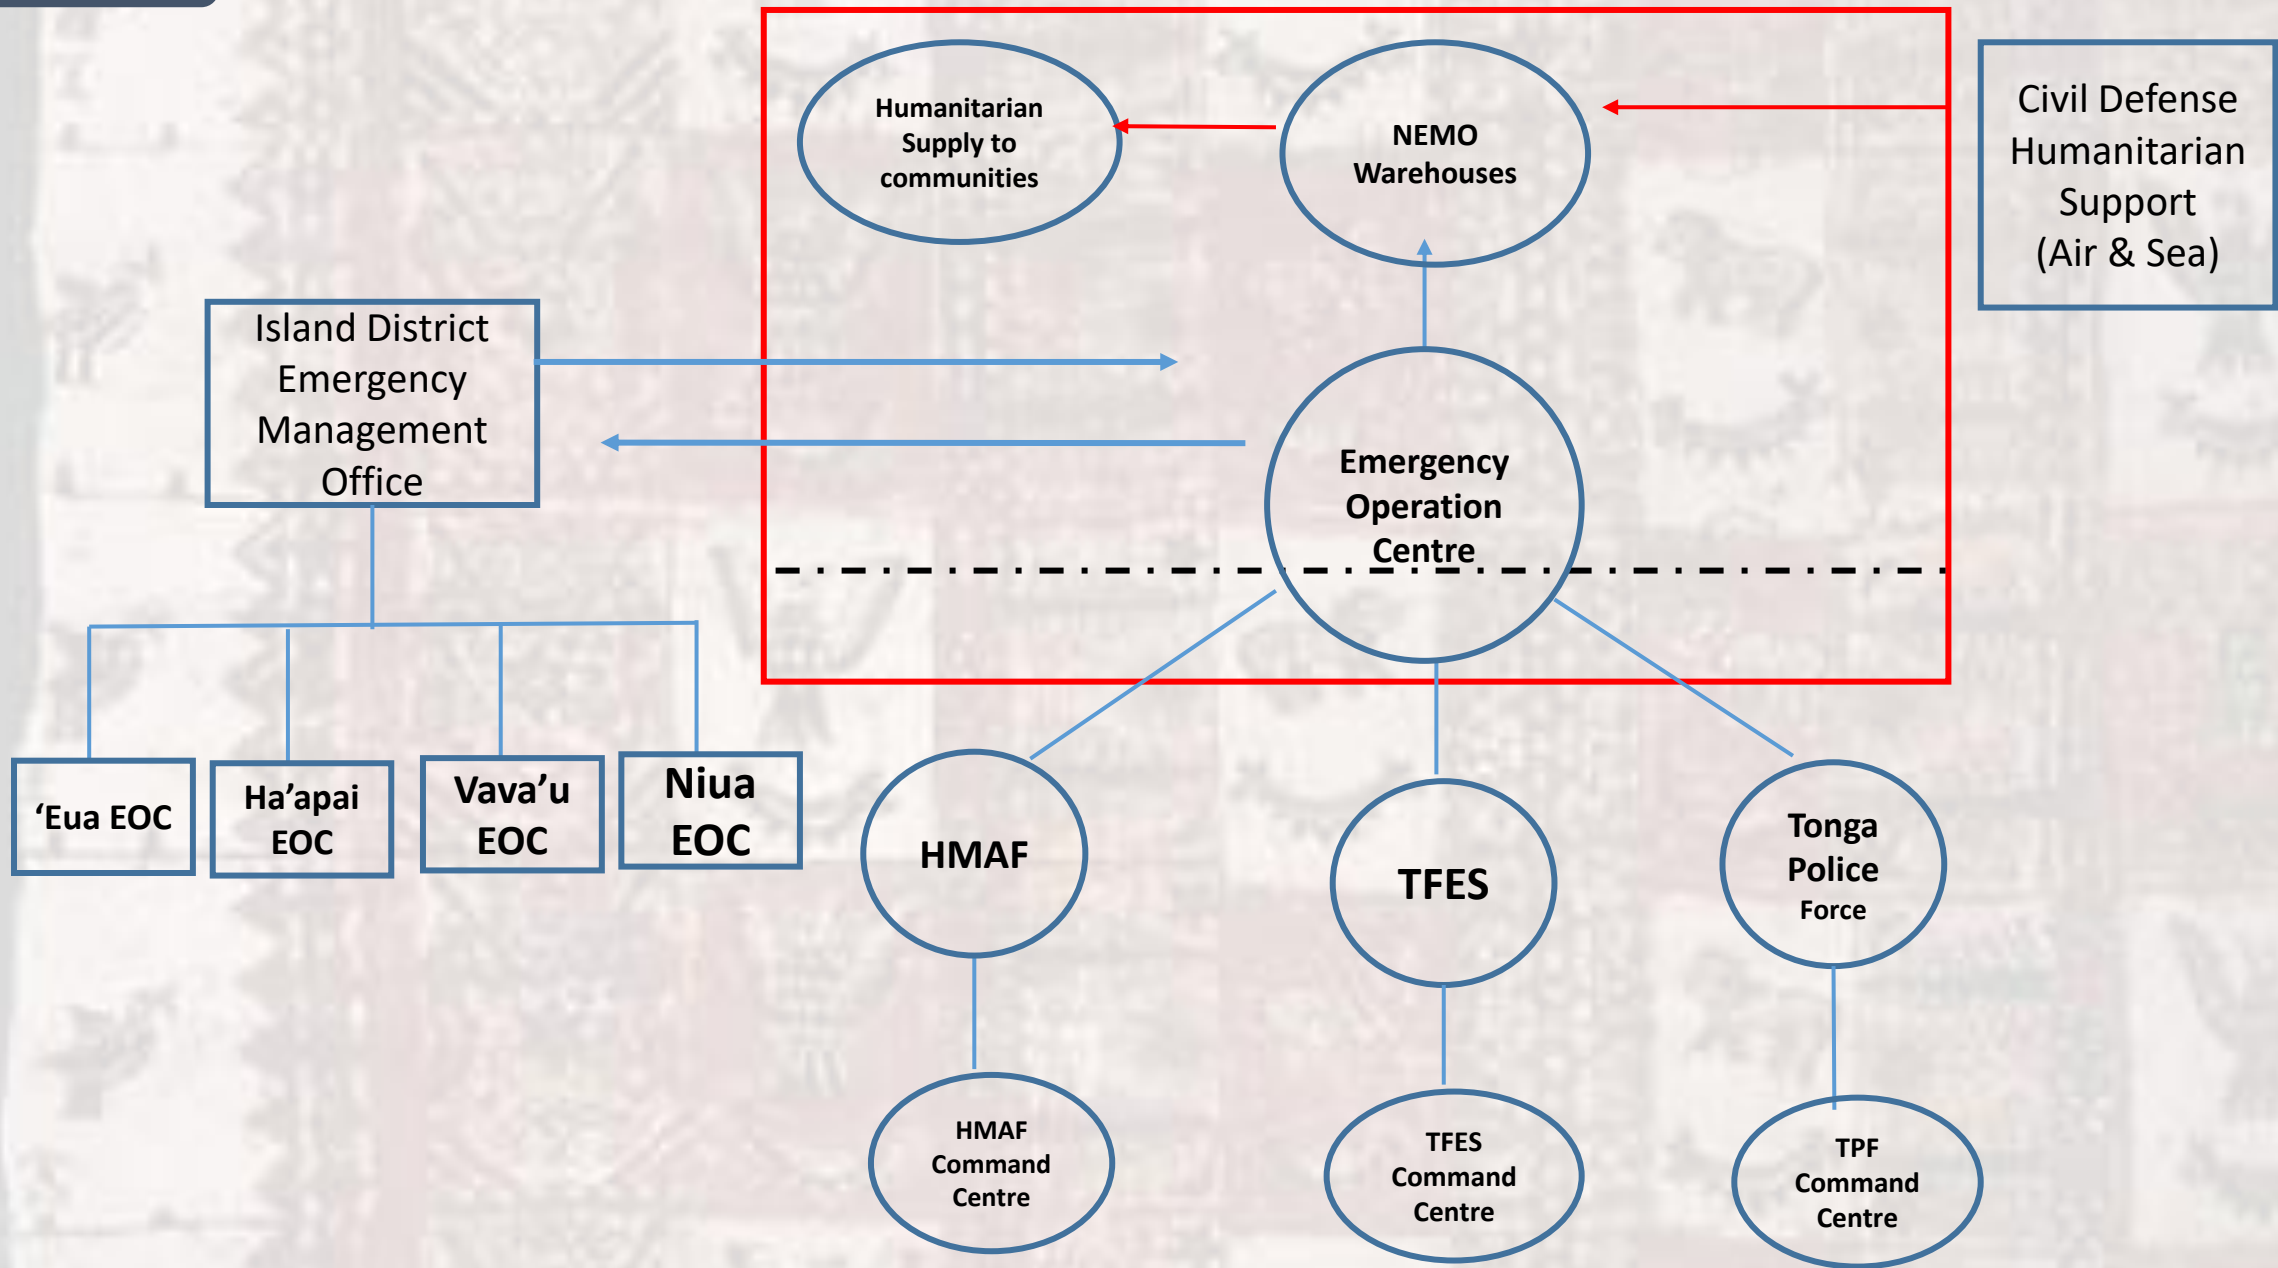 Humanitarian
Supply to
communities
NEMO
Warehouses
Civil Defense
Humanitarian
Support
(Air & Sea)
Island District
Emergency
Management
Office
Emergency
Operation
Centre
‘Eua EOC
Ha’apai
EOC
Vava’u
EOC
Niua
EOC
HMAF
TFES
Tonga
Police
Force
HMAF
Command
Centre
TFES
Command
Centre
TPF
Command
Centre